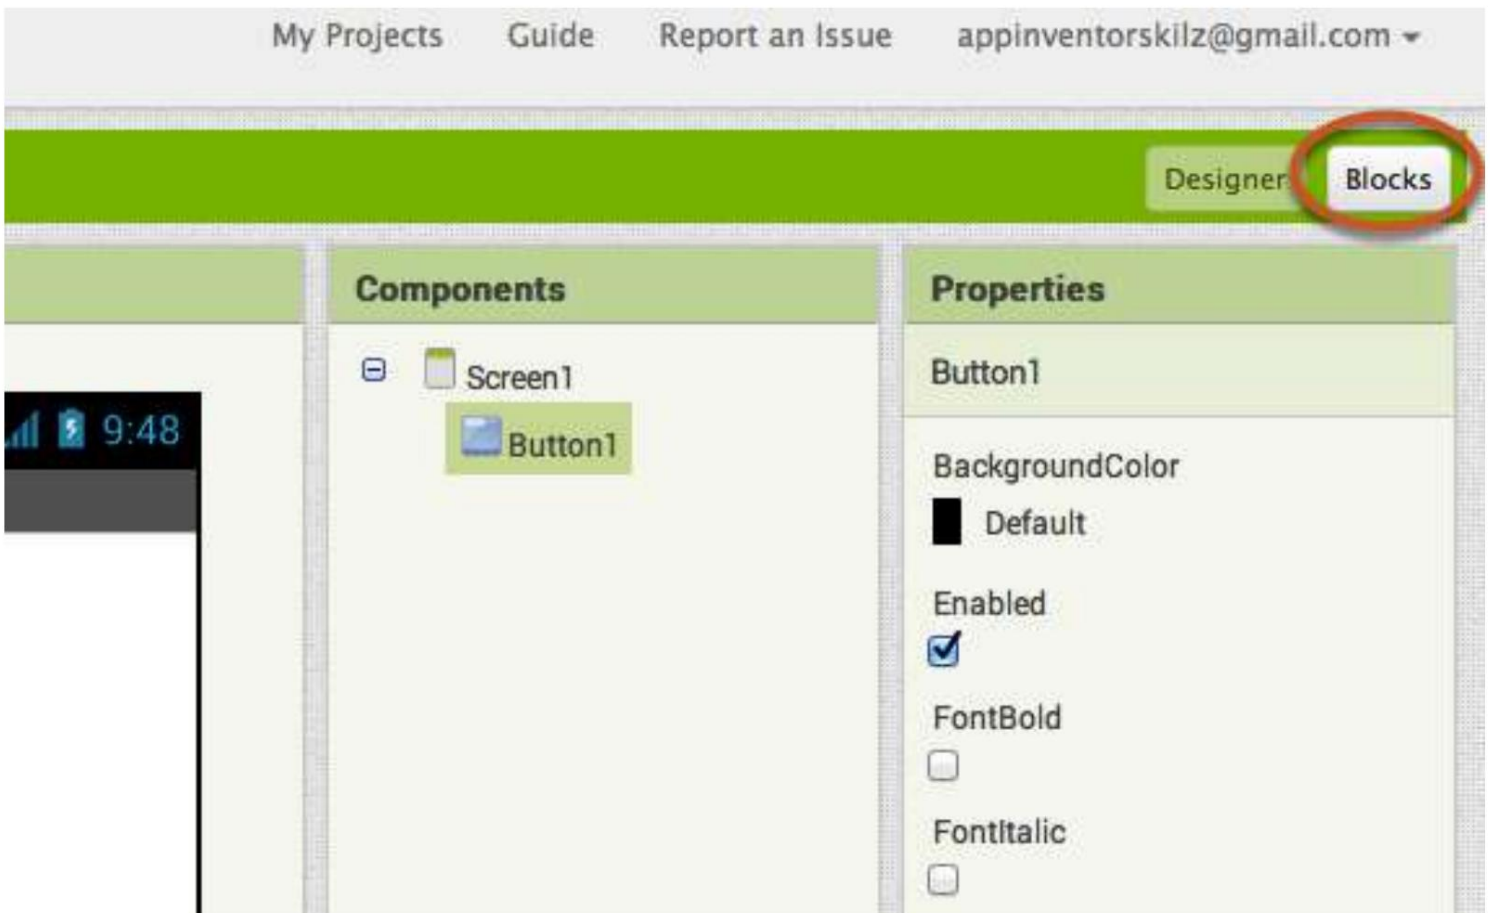 My Projects Guide Report an Issue appinventorskilz@gmail.com
Designer Blocks
Components
Screen1
Button1
9:48
Properties
Button1
BackgroundColor
Default
Enabled
FontBold
FontItalic